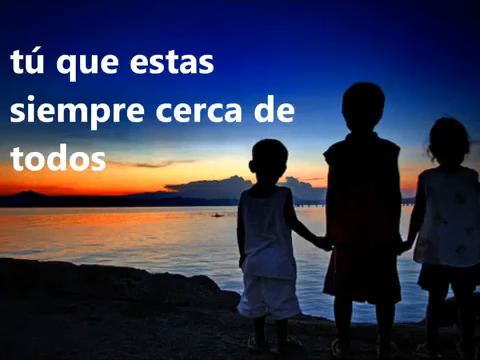 tú que estas
siempre cerca de
todos